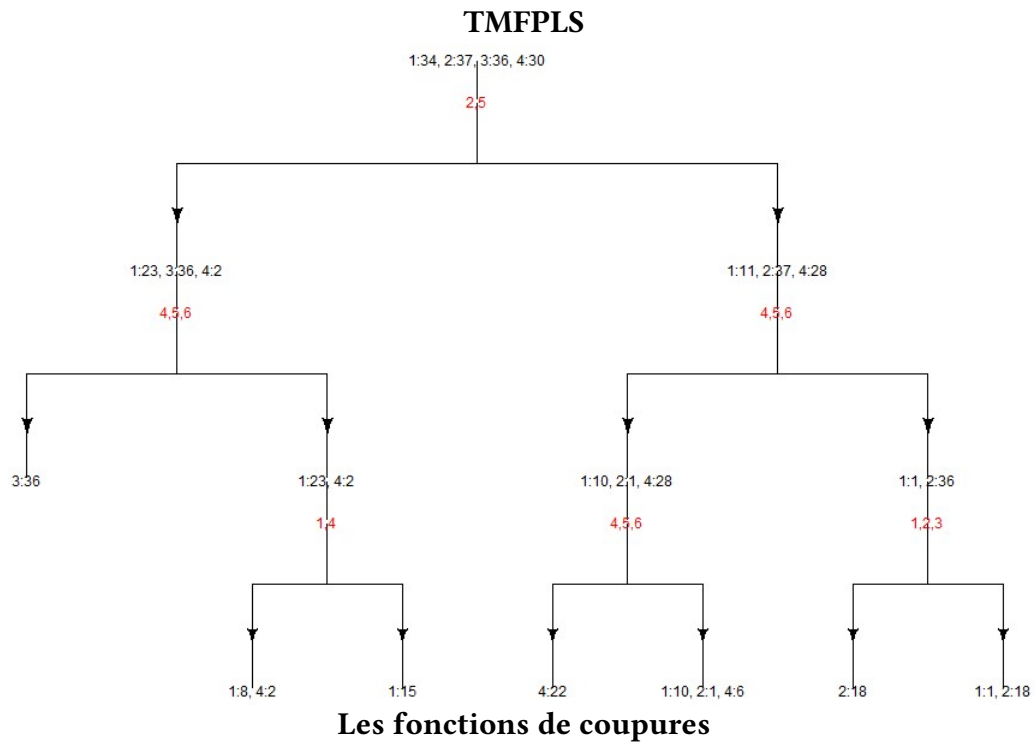 TMFPLS
1:34, 2:37, 3:36, 4:30
2,5
1:23, 3:36, 4:2
1:11, 2:37, 4:28
4,5,6
4,5,6
3:36
1:23, 4:2
1:10, 2:1, 4:28
1:1, 2:36
1,4
4,5,6
1,2,3
1:8, 4:2
1:15
4:22
1:10, 2:1, 4:6
2:18
1:1, 2:18
Les fonctions de coupures